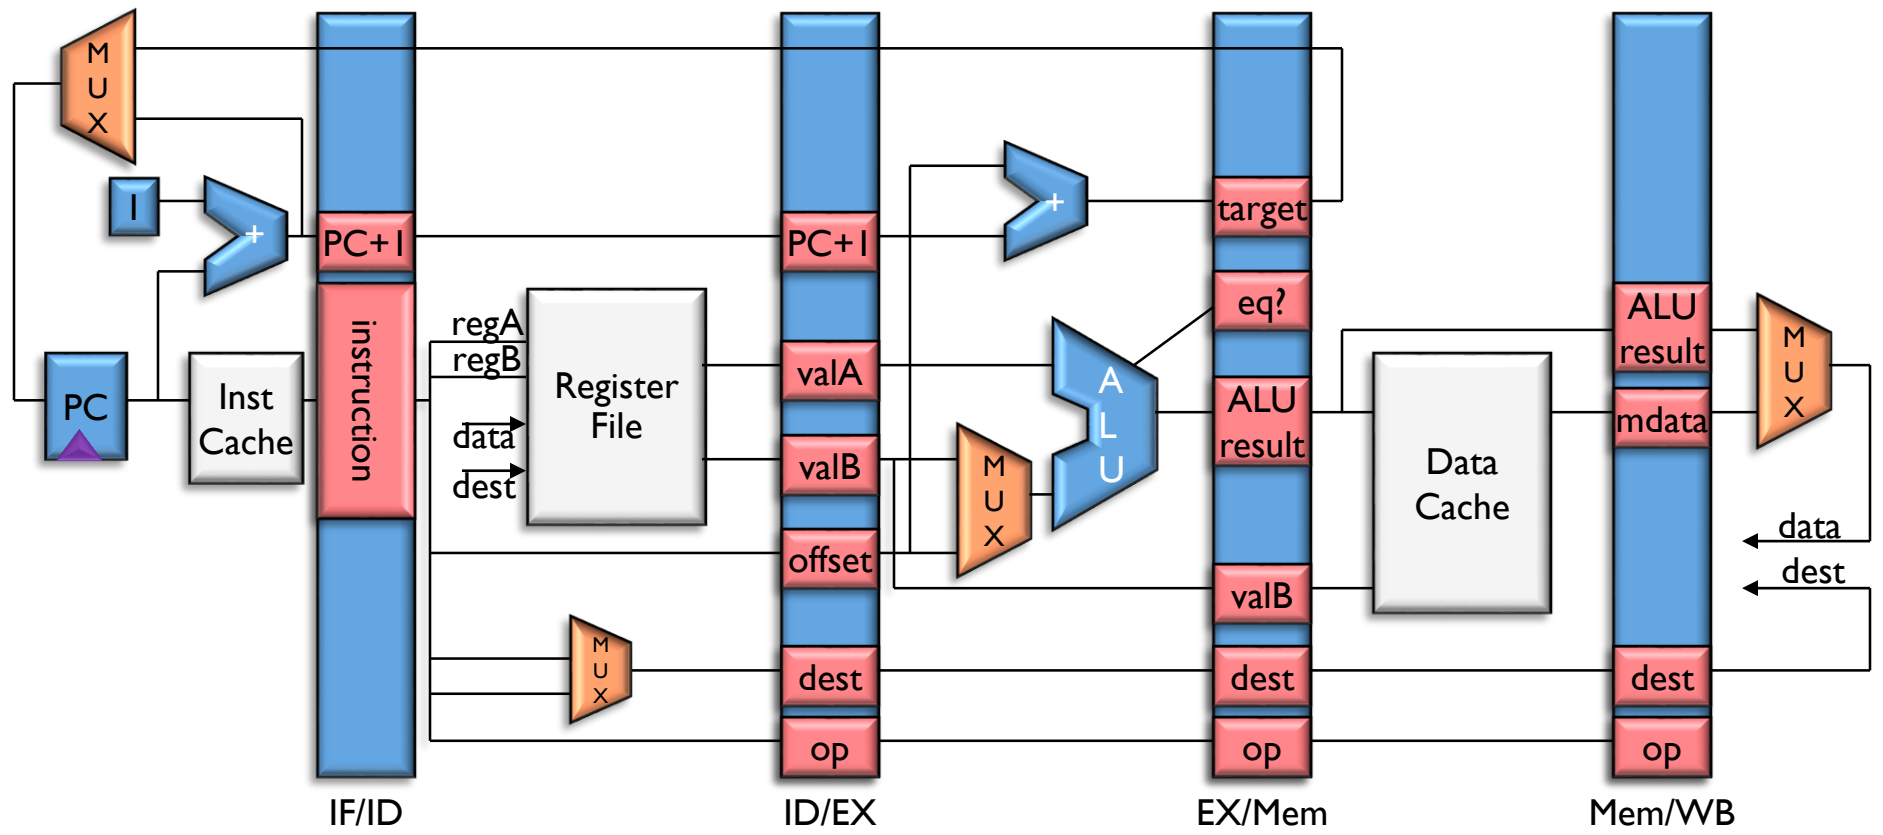 M
U
X
1
+
PC+1
instruction
PC
Inst
Cache
regA
regB
data
dest
Register
File
M
U
X
PC+1
valA
valB
offset
dest
op
+
M
U
X
A
L
U
target
eq?
ALU
result
valB
dest
op
Data
Cache
ALU
result
mdata
dest
op
M
U
X
data
dest
IF/ID
ID/EX
EX/Mem
Mem/WB